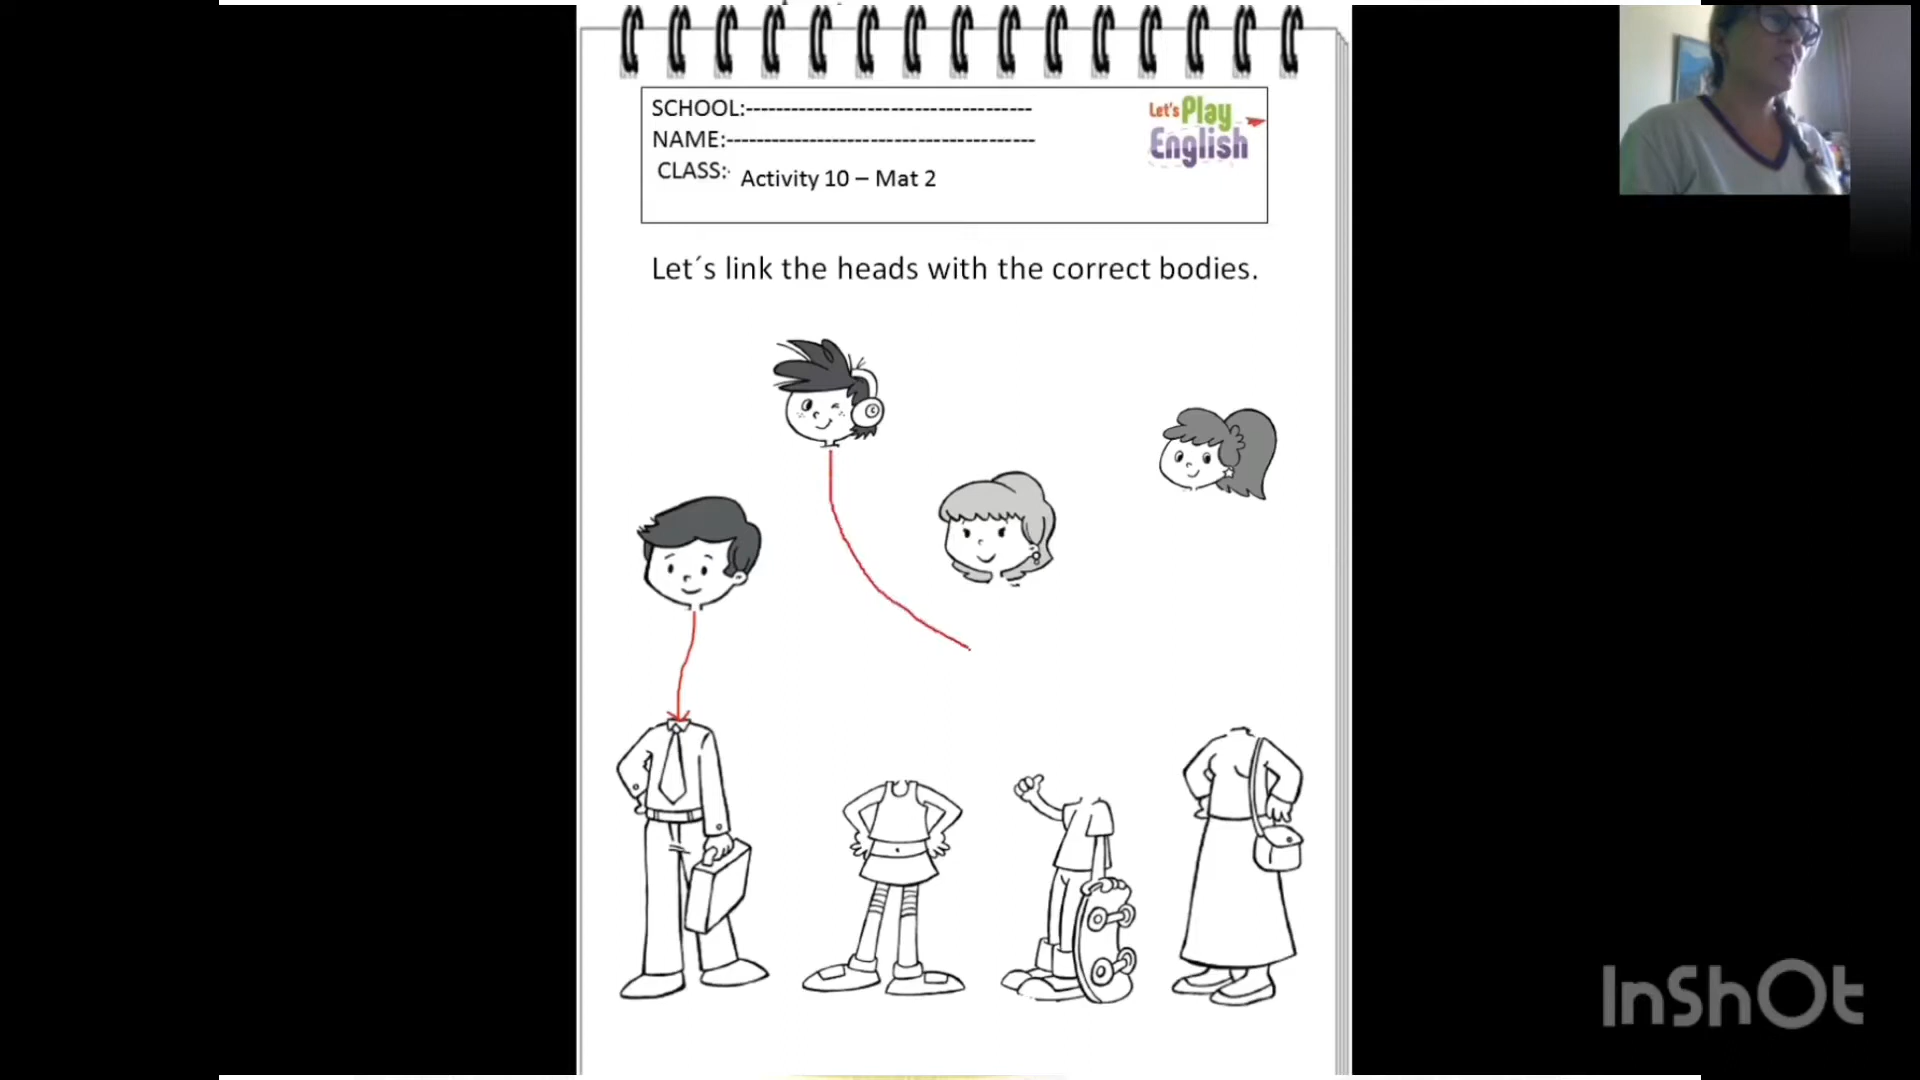 SCHOOL:--------------------------------------
Let's Play
NAME:-----------------------------------------
English
CLASS: Activity 10 – Mat 2
Let´s link the heads with the correct bodies.
InShOt